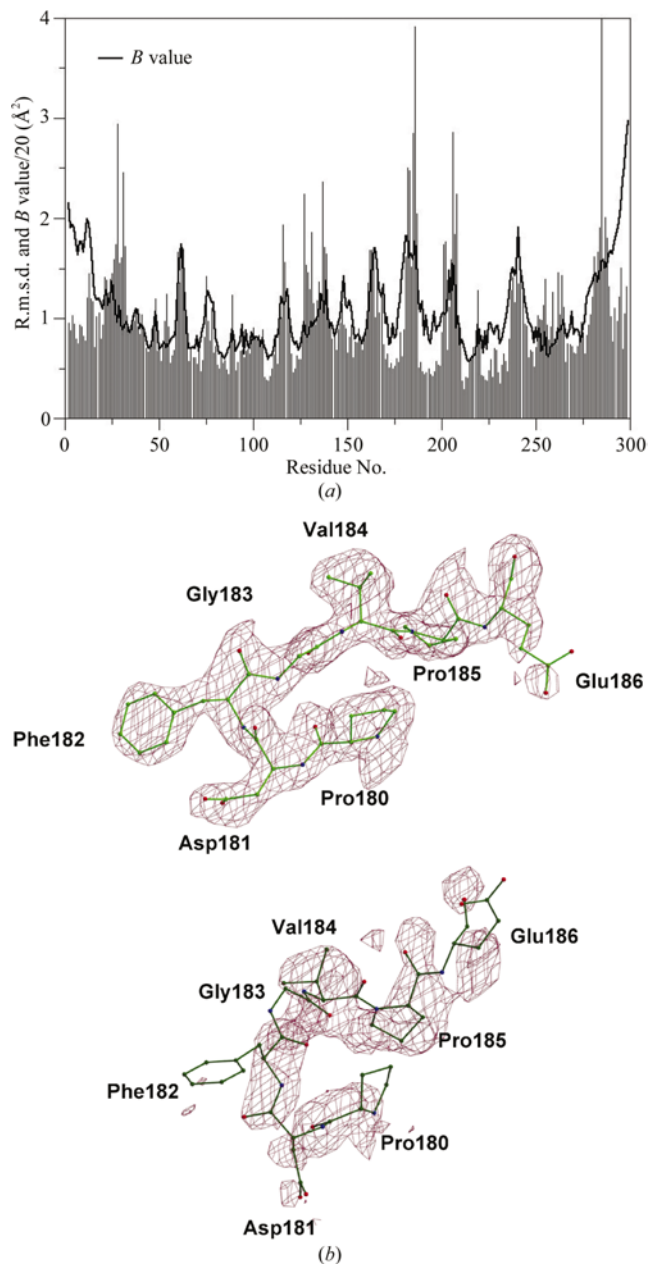 4
3
2
1
0
R.m.s.d. and B value/20 (Å²)
B value
0 50 100 150 200 250 300
Residue No.
(a)
Val184
Gly183
Pro185
Glu186
Phe182
Pro180
Asp181
Val184
Glu186
Gly183
Pro185
Phe182
Pro180
Asp181
(b)